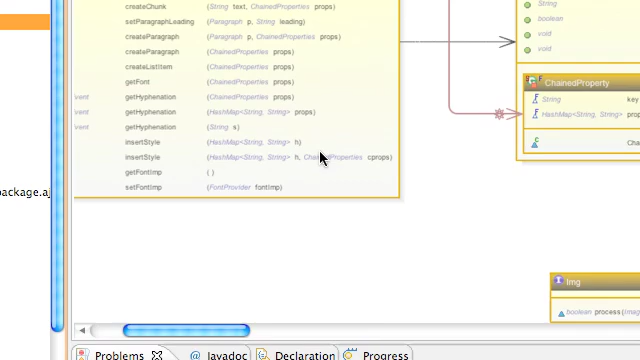 createChunk (String text, ChainedProperties props)
setParagraphLeading (Paragraph p, String leading)
createParagraph (Paragraph p, ChainedProperties props)
createParagraph (ChainedProperties props)
createListItem (ChainedProperties props)
getFont (ChainedProperties props)
getHyphenation (ChainedProperties props)
getHyphenation (HashMap<String, String> props)
getHyphenation (String s)
insertStyle (HashMap<String, String> h)
insertStyle (HashMap<String, String> h, ChainedProperties cprops)
getFontImp ( )
setFontImp (FontProvider fontImp)
String
boolean
void
void
ChainedProperty
String key
HashMap<String, String> prop
Cha
package.aj
Img
boolean process(Imag
Problems @ Javadoc Declaration Progress